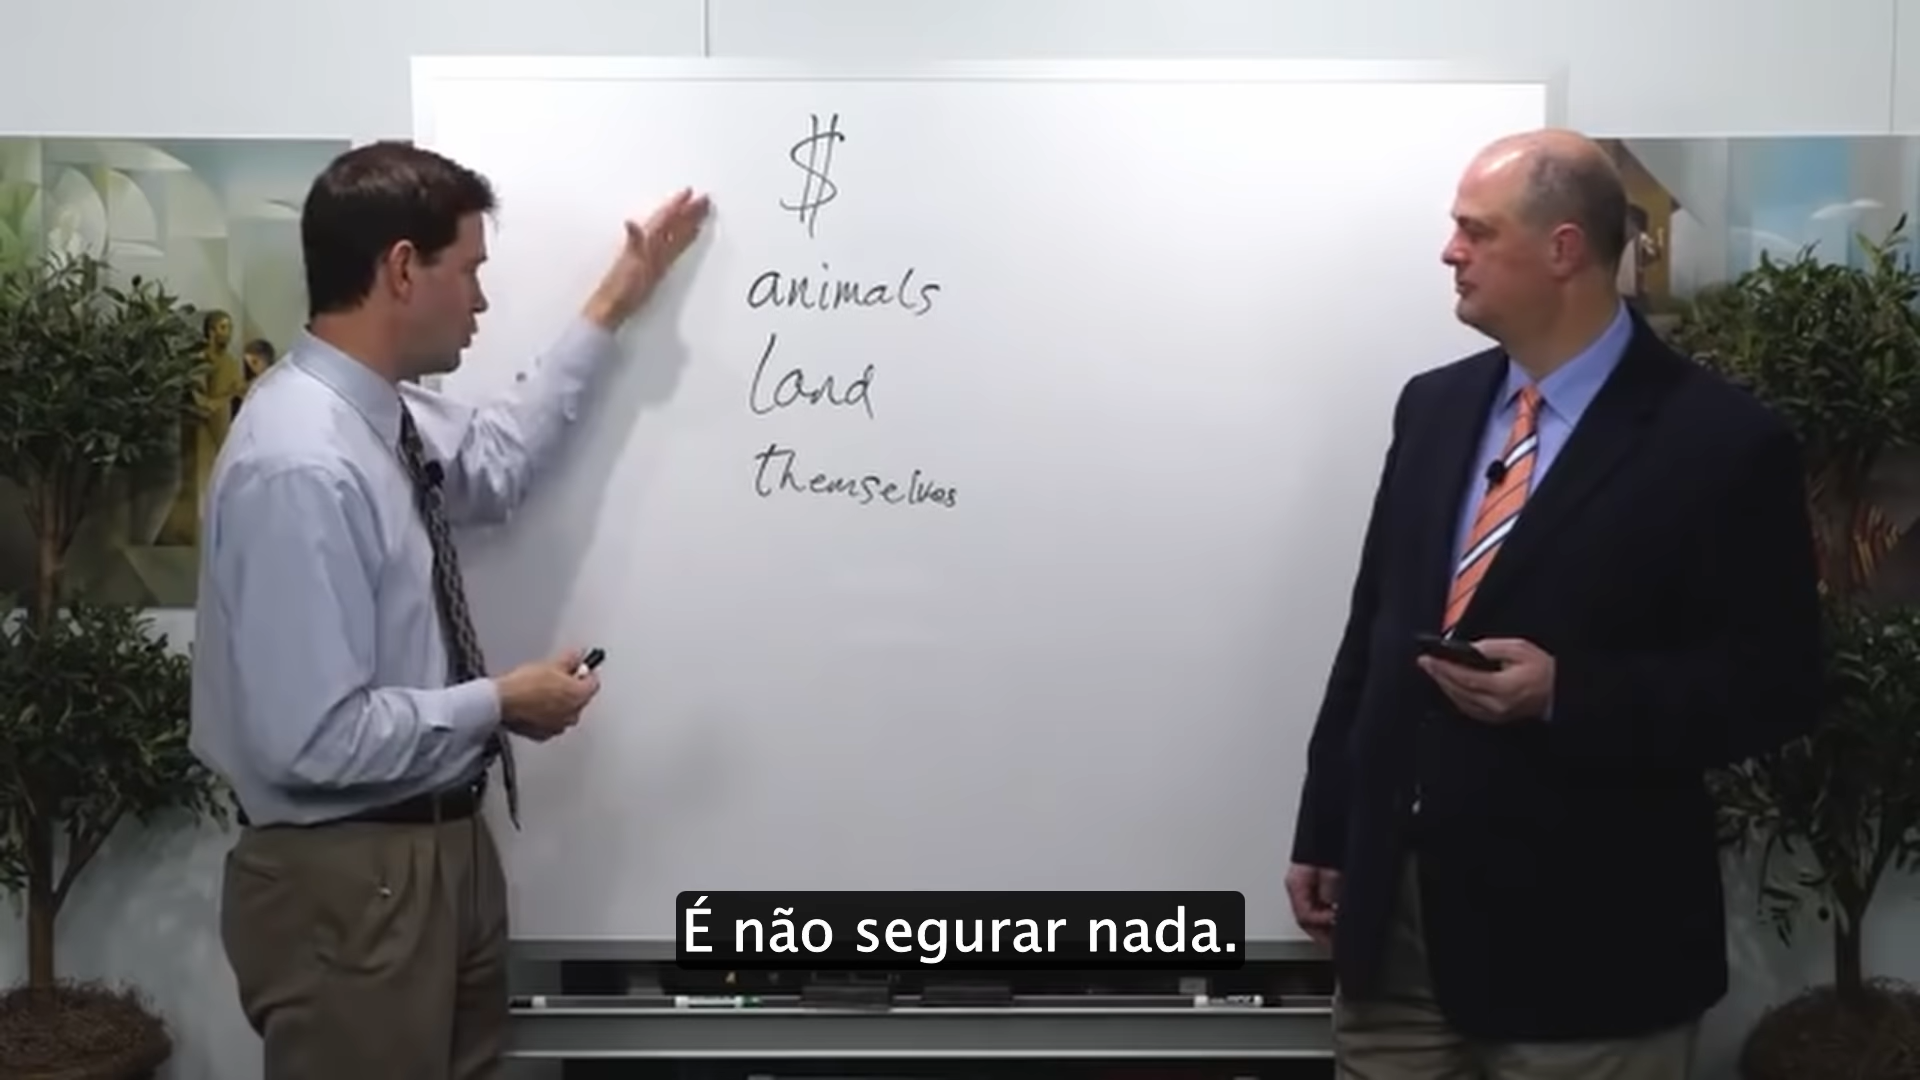 $
animals
land
themselves
É não segurar nada.